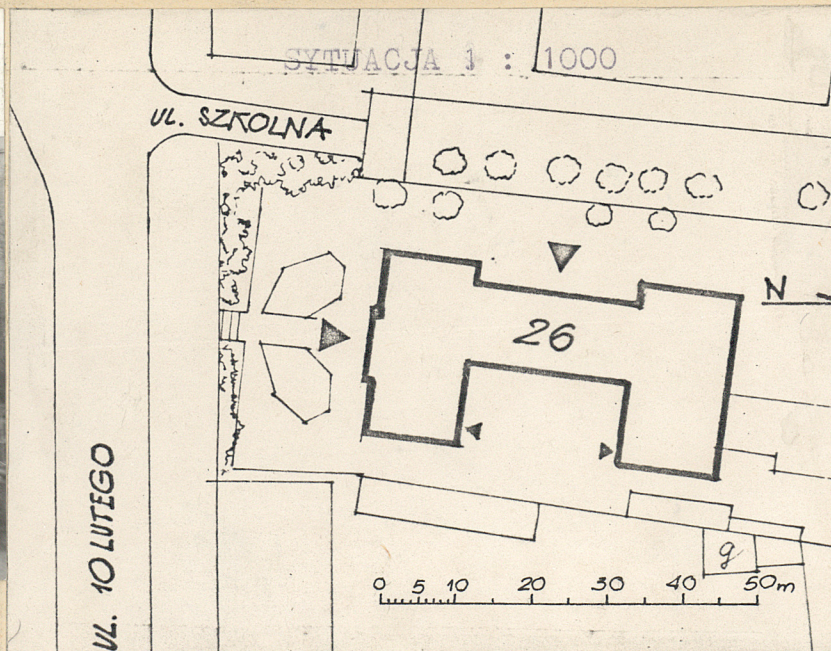 SYTUACJA 1 : 1000
UL. SZKOLNA
N
26
UL. 10 LUTEGO
g
0 5 10 20 30 40 50m